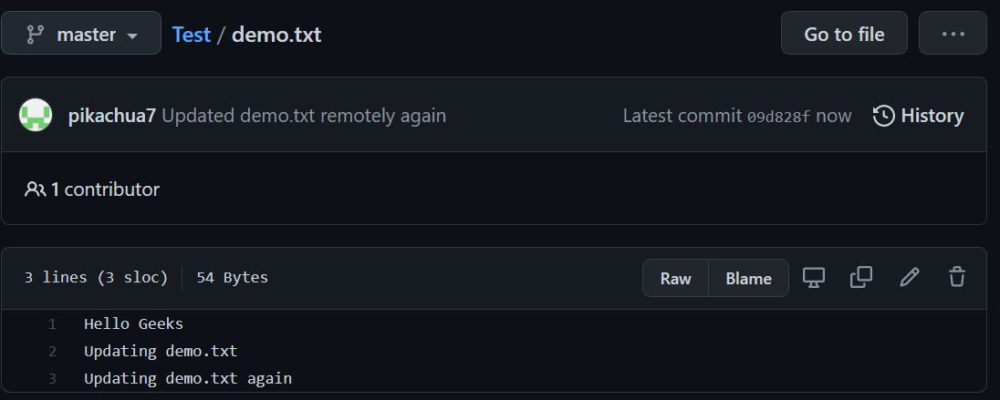 master Test / demo.txt Go to file ...
pikachua7 Updated demo.txt remotely again Latest commit 09d828f now History
1 contributor
3 lines (3 sloc) 54 Bytes Raw Blame
1 Hello Geeks
2 Updating demo.txt
3 Updating demo.txt again